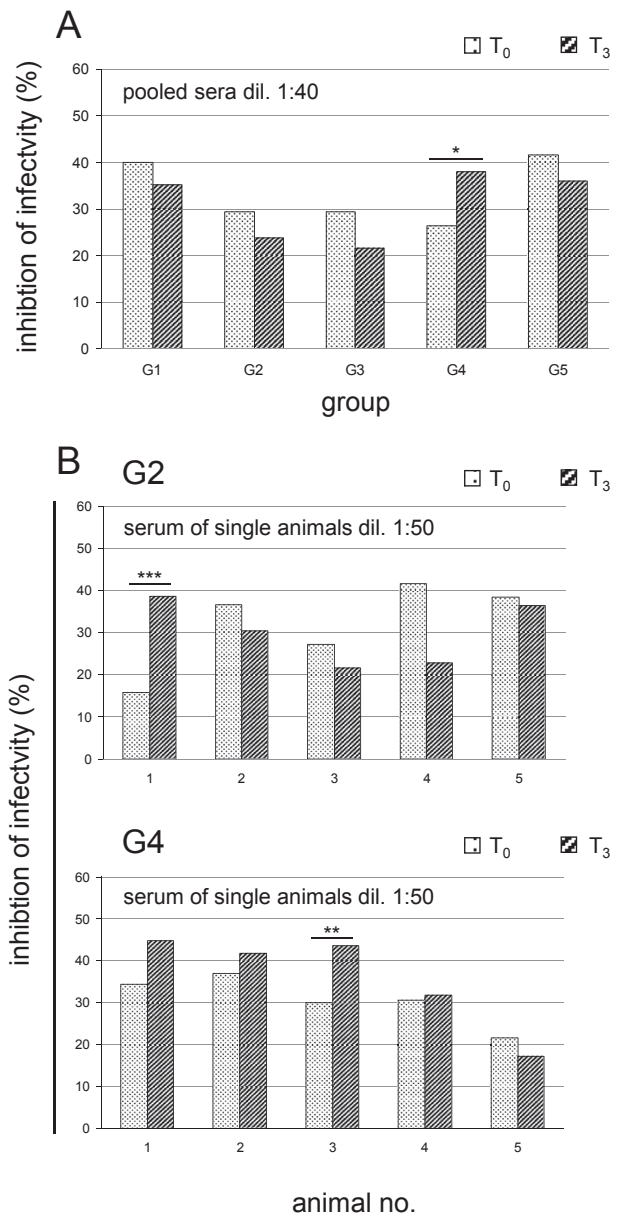 A
T0 T3
60
50
40
30
20
10
0
pooled sera dil. 1:40
*
G1 G2 G3 G4 G5
group
inhibtion of infectvity (%)
B
G2
T0 T3
60
50
40
30
20
10
0
serum of single animals dil. 1:50
***
1 2 3 4 5
G4
T0 T3
60
50
40
30
20
10
0
serum of single animals dil. 1:50
**
1 2 3 4 5
inhibtion of infectvity (%)
animal no.